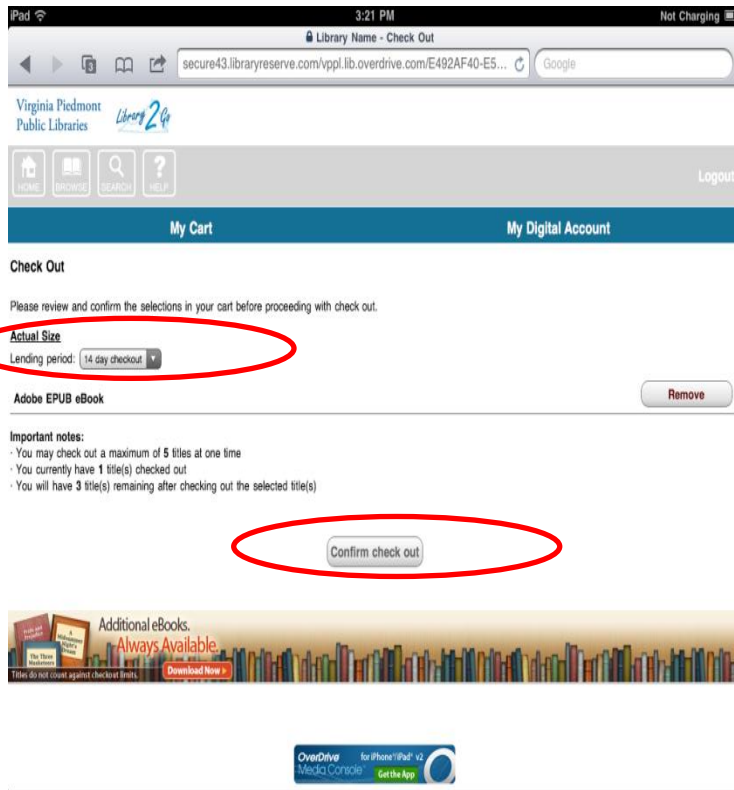 iPad 3:21 PM Not Charging
Library Name - Check Out
secure43.libraryreserve.com/vppl.lib.overdrive.com/E492AF40-E5... Google
Virginia Piedmont
Public Libraries
Library 2 Go
HOME BROWSE SEARCH HELP
Logout
My Cart My Digital Account
Check Out
Please review and confirm the selections in your cart before proceeding with check out.
Actual Size
Lending period: 14 day checkout
Adobe EPUB eBook Remove
Important notes:
· You may check out a maximum of 5 titles at one time
· You currently have 1 title(s) checked out
· You will have 3 title(s) remaining after checking out the selected title(s)
Confirm check out
Additional eBooks.
Always Available.
Download Now
Titles do not count against checkout limits.
The Three
Musketeers
A
Midsummer
Night's
Dream
OverDrive for iPhone®/iPad® v2
Media Console Get the App